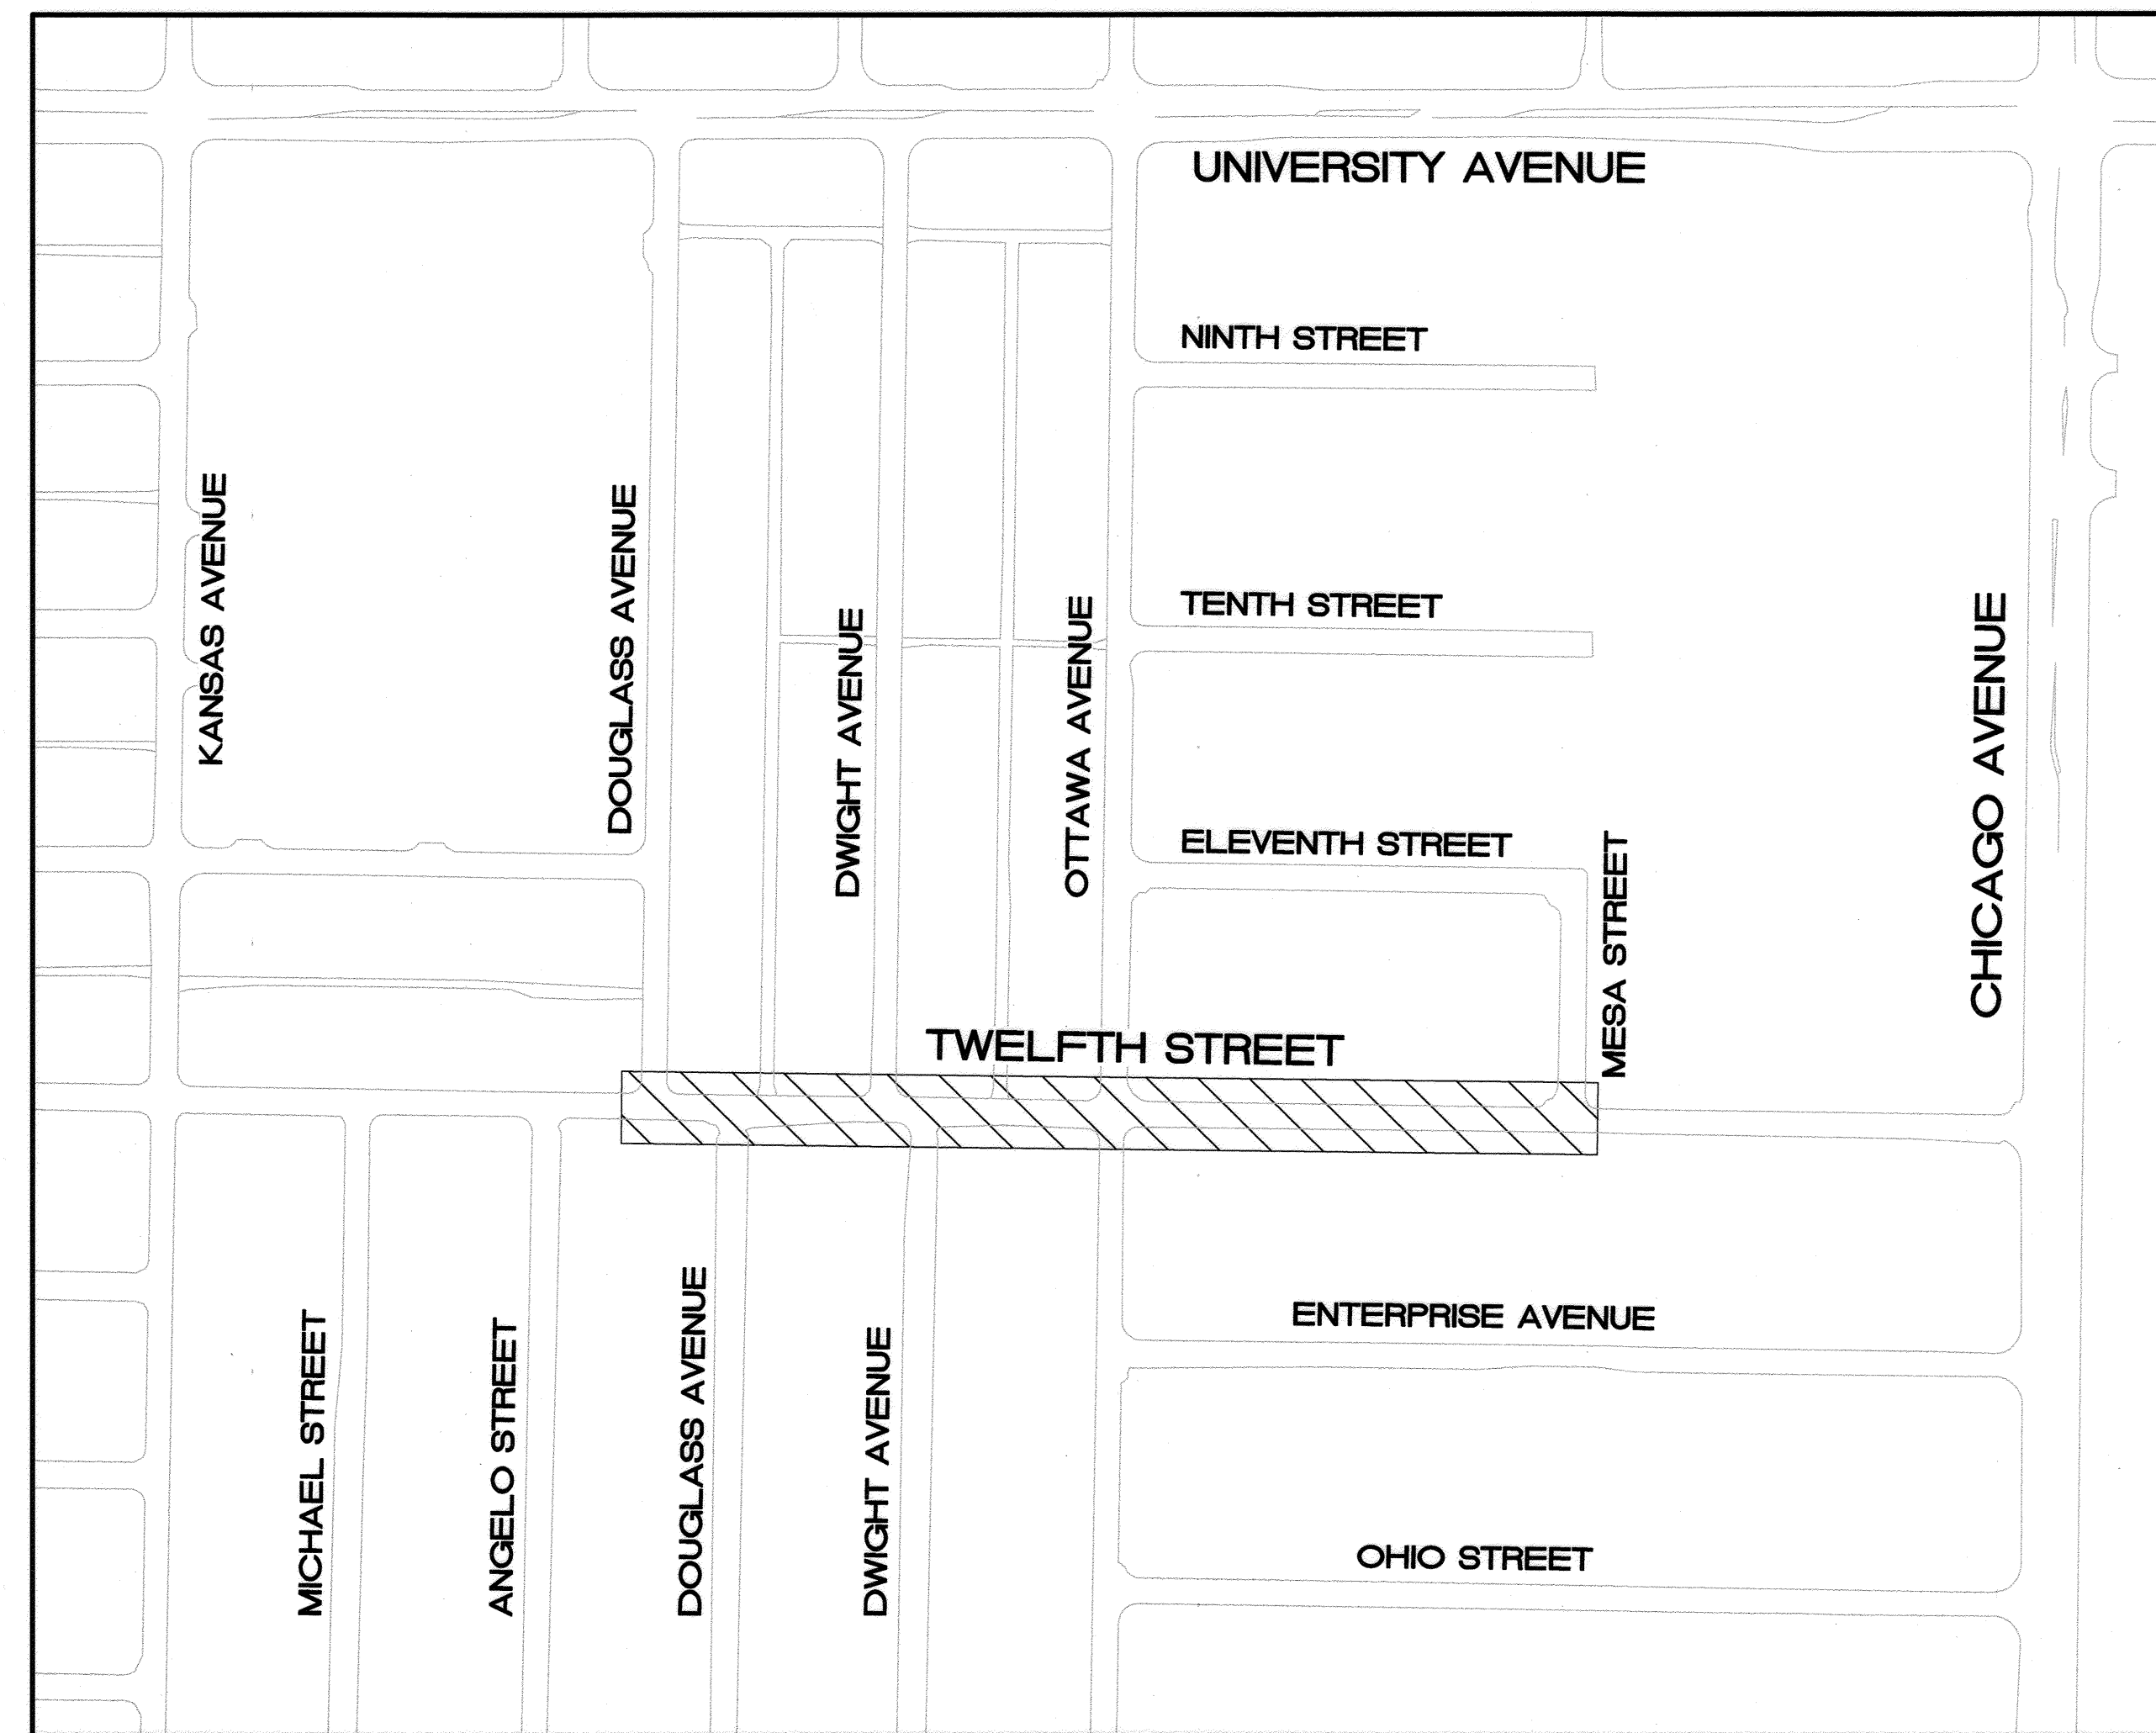 UNIVERSITY AVENUE
NINTH STREET
KANSAS AVENUE
DOUGLASS AVENUE
DWIGHT AVENUE
OTTAWA AVENUE
TENTH STREET
CHICAGO AVENUE
ELEVENTH STREET
MESA STREET
TWELFTH STREET
MICHAEL STREET
ANGELO STREET
DOUGLASS AVENUE
DWIGHT AVENUE
ENTERPRISE AVENUE
OHIO STREET